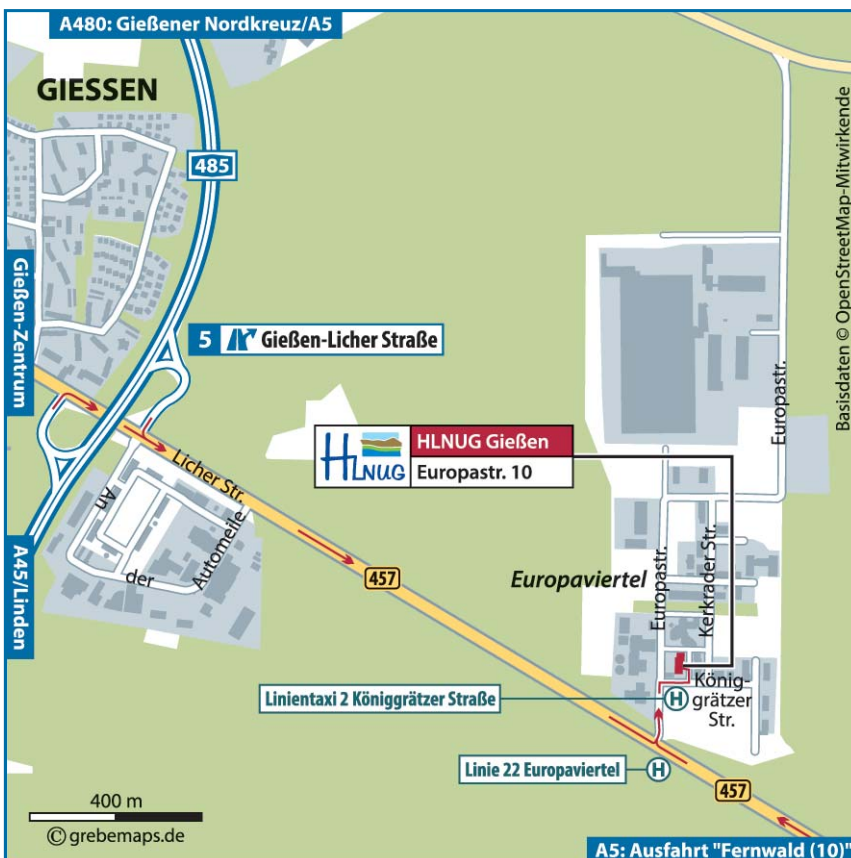 A480: Gießener Nordkreuz/A5
GIESSEN
485
Gießen-Zentrum
5 Gießen-Licher Straße
Basisdaten © OpenStreetMap-Mitwirkende
Europastr.
HLNUG
HLNUG Gießen
Europastr. 10
Licher Str.
An
der
Automeile
A45/Linden
457
Europaviertel
Europastr.
Kerkrader Str.
König-
grätzer
Str.
Linientaxi 2 Königgrätzer Straße
H
Linie 22 Europaviertel
H
457
400 m
© grebemaps.de
A5: Ausfahrt "Fernwald (10)"